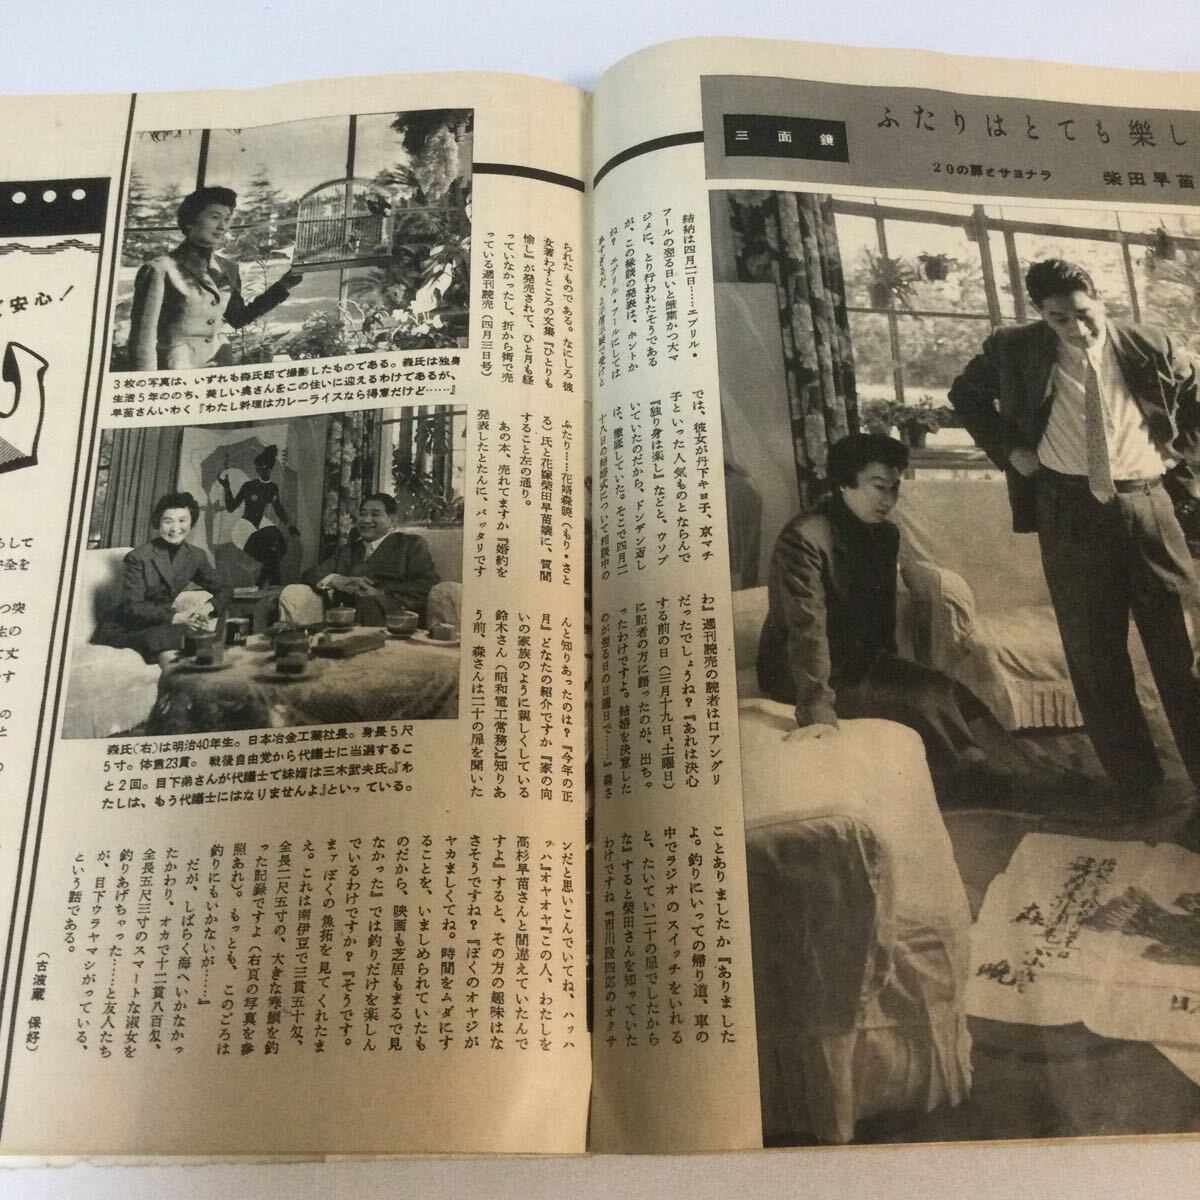 三面鏡
ふたりはとても樂し
20の扉とサヨナラ
柴田早苗
結納は四月一日……エプリル・
フールの翌る日いと厳粛かつ大マ
ジメに、とり行われたそうである
が、この縁談の発表は、ホントか
ね？エプリル・フールにしては
では、彼女が丹下キヨ子、京マチ
子といった人気ものとならんで
『独り身は楽し』などと、ウソブ
いていたのだから、ドンデン返し
は、徹底していた。そこで四月二
十八日の結婚式について相談中の
わ』週刊読売の読者は口アングリ
だったでしょうね？『あれは決心
する前の日（三月十九日、土曜日）
に記者の方に語ったのが、出ちゃ
ったわけですよ。結婚を決意した
のが翌る日の日曜日で……』森さ
ことありましたか『ありました
よ。釣りにいっての帰り道、車の
中でラジオのスイッチをいれる
と、たいてい二十の扉でしたから
な』すると柴田さんを知っていた
わけですね『市川段四郎のオクサ
られたものである。なにしろ彼
女著わすところの文集『ひとりも
愉し』が発売されて、ひと月も経
っていなかったし、折から街で売
っている週刊読売（四月三日号）
ふたり……花婿森暁（もり・さと
る）氏と花嫁柴田早苗嬢に、質問
すること左の通り。
あの本、売れてますか『婚約を
発表したとたんに、バッタリです
んと知りあったのは？『今年の正
月』どなたの紹介ですか『家の向
いの家族のように親しくしている
鈴木さん（昭和電工常務）』知りあ
う前、森さんは二十の扉を聞いた
ンだと思いこんでいてね、ハッハ
ッハ』『オヤオヤ』『この人、わたしを
高杉早苗さんと間違えていたんで
すよ』すると、その方の趣味はな
さそうですね？『ぼくのオヤジが
ヤカましくてね。時間をムダにす
ることを、いましめられていたも
のだから、映画も芝居もまるで見
なかった』では釣りだけを楽しん
でいるわけですか？『そうです。
まァぼくの魚拓を見てくれたま
え。これは南伊豆で三貫五十匁、
全長二尺五寸の、大きな寒鯛を釣
った記録ですよ（右頁の写真を参
照あれ）。もっとも、このごろは
釣りにもいかないが……』
だが、しばらく海へいかなかっ
たかわり、オカで十二貫八百匁、
全長五尺三寸のスマートな淑女を
釣りあげちゃった……と友人たち
が、目下ウラヤマシがっている、
という話である。
（古波蔵　保好）
3枚の写真は、いずれも森氏邸で撮影したものである。森氏は独身
生活5年ののち、美しい奥さんをこの住いに迎えるわけであるが、
早苗さんいわく『わたし料理はカレーライスなら得意だけど……』
森氏（右）は明治40年生。日本冶金工業社長。身長5尺
5寸。体重23貫。戦後自由党から代議士に当選するこ
と2回。目下弟さんが代議士で妹婿は三木武夫氏。『わ
たしは、もう代議士にはなりませんよ』といっている。
安心！